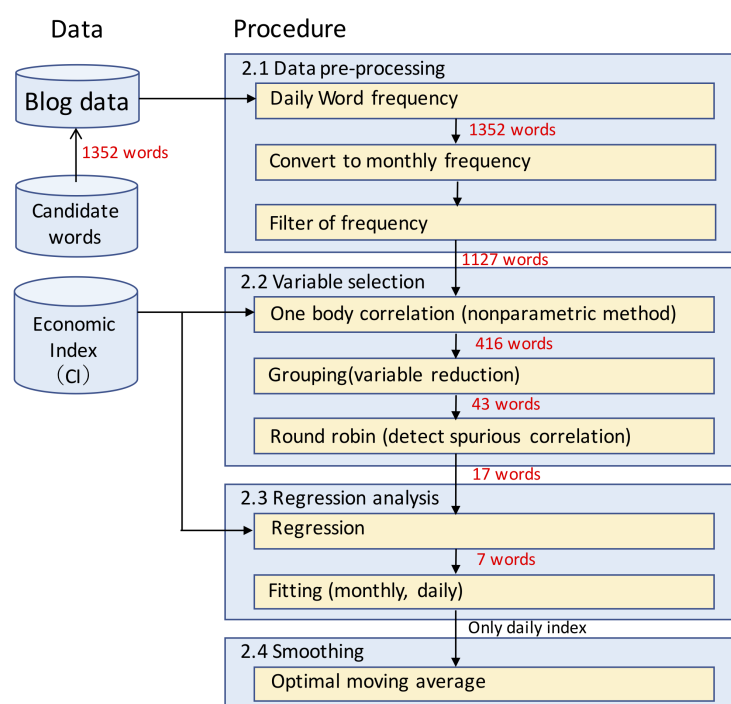 Data
Procedure
2.1 Data pre-processing
Blog data
Daily Word frequency
1352 words
1352 words
Convert to monthly frequency
Candidate
words
Filter of frequency
1127 words
2.2 Variable selection
Economic
Index
（CI）
One body correlation (nonparametric method)
416 words
Grouping(variable reduction)
43 words
Round robin (detect spurious correlation)
17 words
2.3 Regression analysis
Regression
7 words
Fitting (monthly, daily)
Only daily index
2.4 Smoothing
Optimal moving average